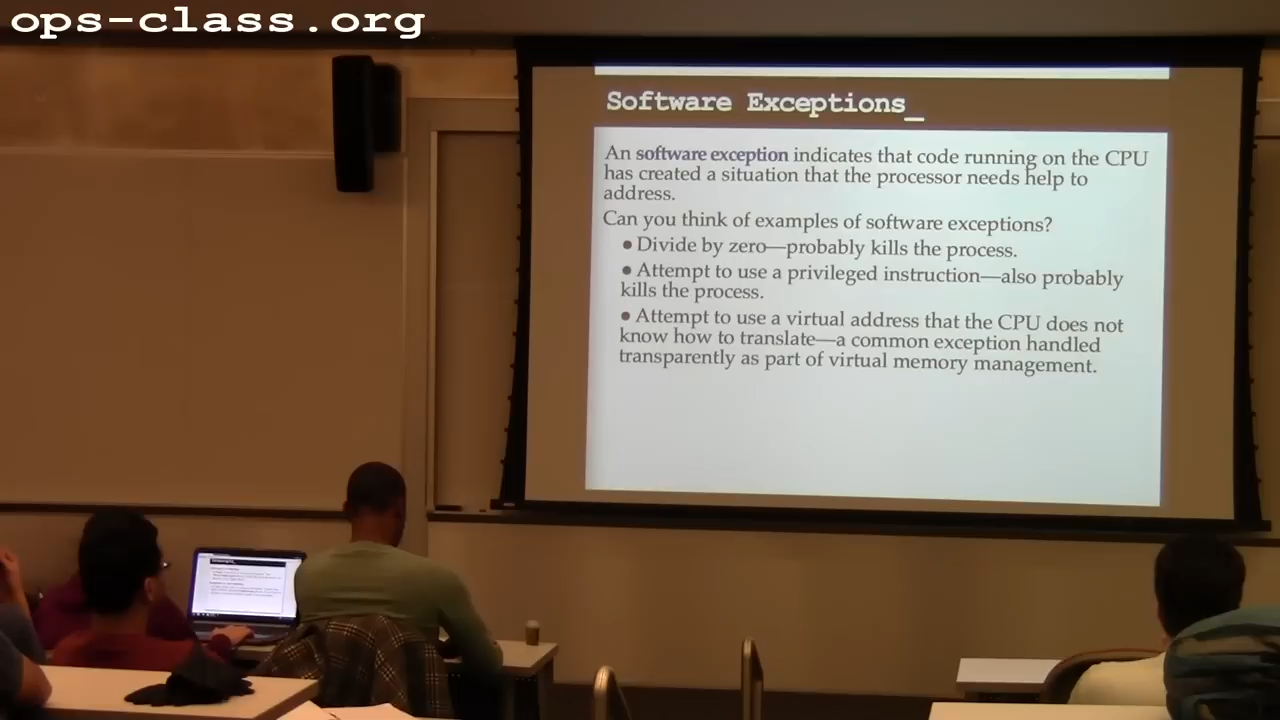 ops-class.org
Software Exceptions_
An software exception indicates that code running on the CPU
has created a situation that the processor needs help to
address.
Can you think of examples of software exceptions?
• Divide by zero—probably kills the process.
• Attempt to use a privileged instruction—also probably
kills the process.
• Attempt to use a virtual address that the CPU does not
know how to translate—a common exception handled
transparently as part of virtual memory management.